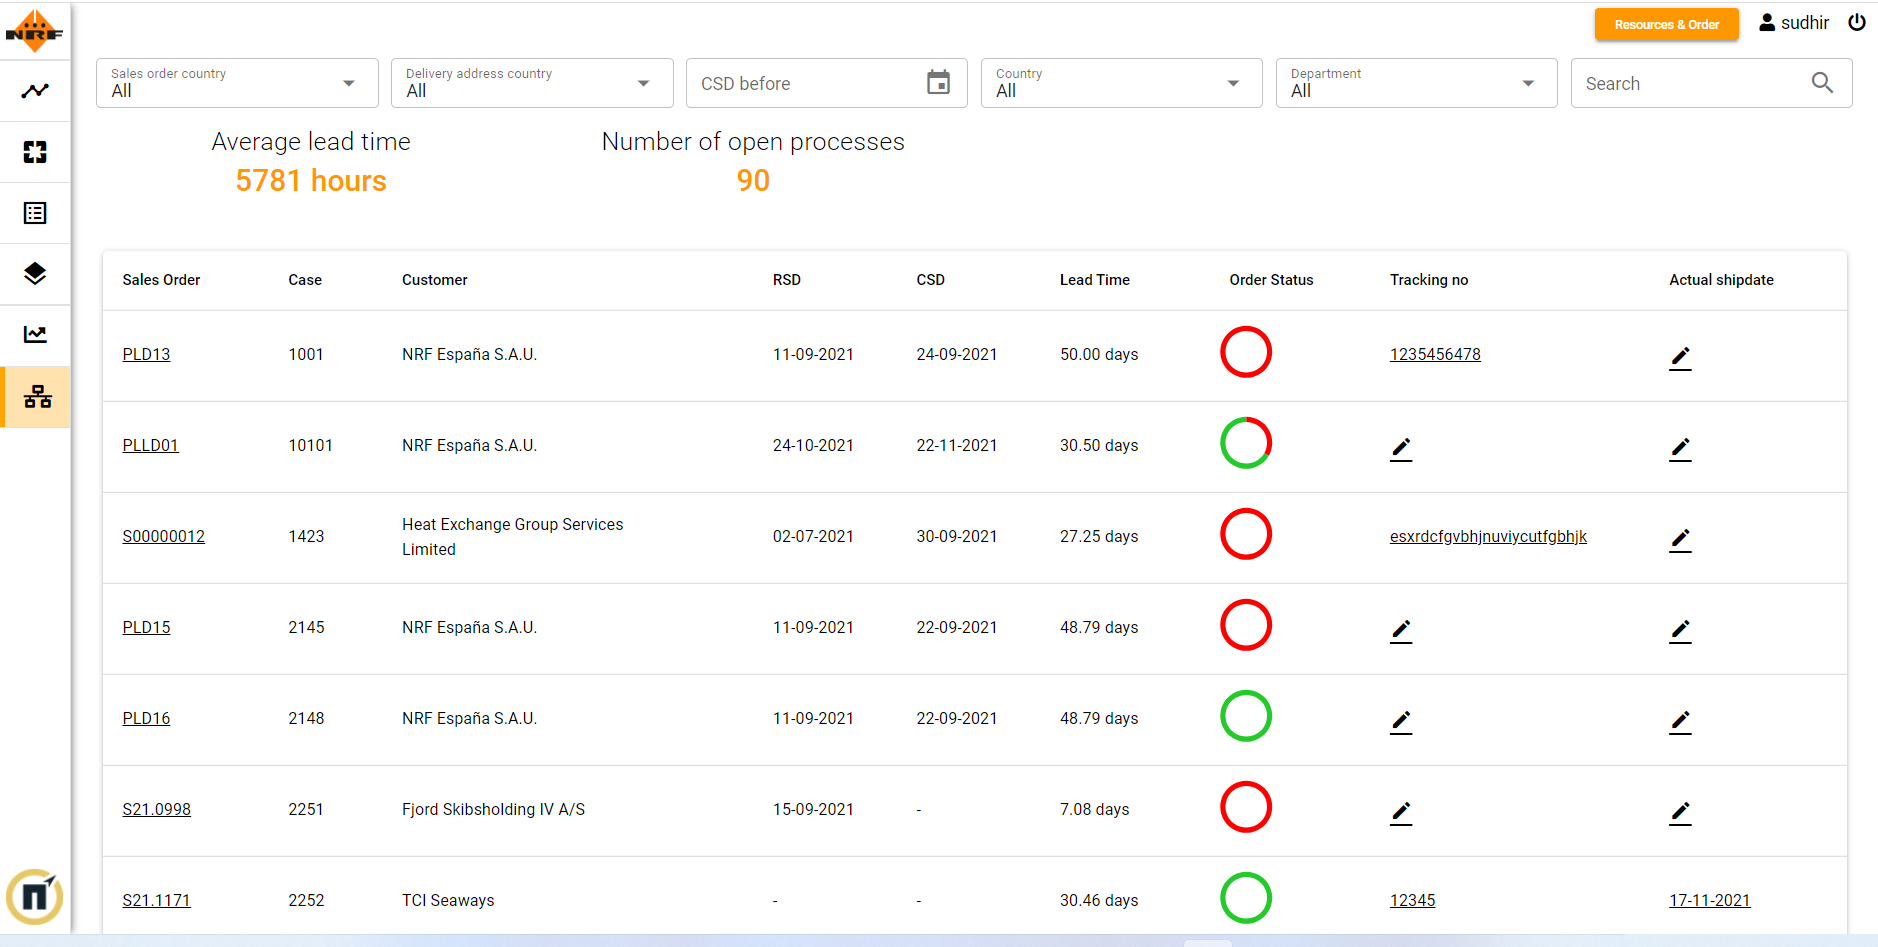 NRF
Resources & Order
sudhir
Sales order country
All
Delivery address country
All
CSD before
Country
All
Department
All
Search
Average lead time
5781 hours
Number of open processes
90
Sales Order Case Customer RSD CSD Lead Time Order Status Tracking no Actual shipdate
PLD13 1001 NRF España S.A.U. 11-09-2021 24-09-2021 50.00 days 1235456478
PLLD01 10101 NRF España S.A.U. 24-10-2021 22-11-2021 30.50 days
S00000012 1423 Heat Exchange Group Services
Limited 02-07-2021 30-09-2021 27.25 days esxrdcfgvbhjnuviycutfgbhjk
PLD15 2145 NRF España S.A.U. 11-09-2021 22-09-2021 48.79 days
PLD16 2148 NRF España S.A.U. 11-09-2021 22-09-2021 48.79 days
S21.0998 2251 Fjord Skibsholding IV A/S 15-09-2021 - 7.08 days
S21.1171 2252 TCI Seaways - - 30.46 days 12345 17-11-2021